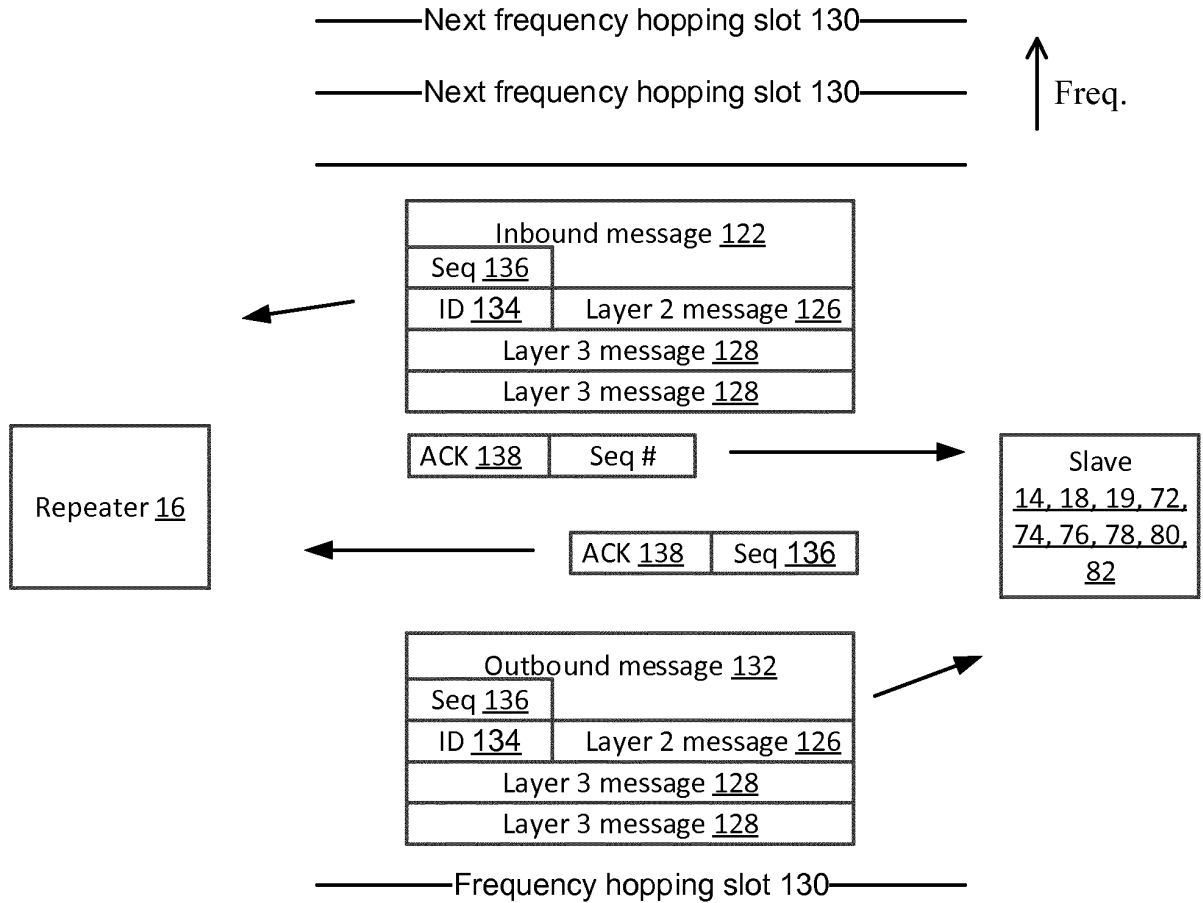 Next frequency hopping slot 130
Next frequency hopping slot 130
Freq.
Inbound message 122
Seq 136
ID 134
Layer 2 message 126
Layer 3 message 128
Layer 3 message 128
ACK 138
Seq #
Repeater 16
Slave
14, 18, 19, 72,
74, 76, 78, 80,
82
ACK 138
Seq 136
Outbound message 132
Seq 136
ID 134
Layer 2 message 126
Layer 3 message 128
Layer 3 message 128
Frequency hopping slot 130